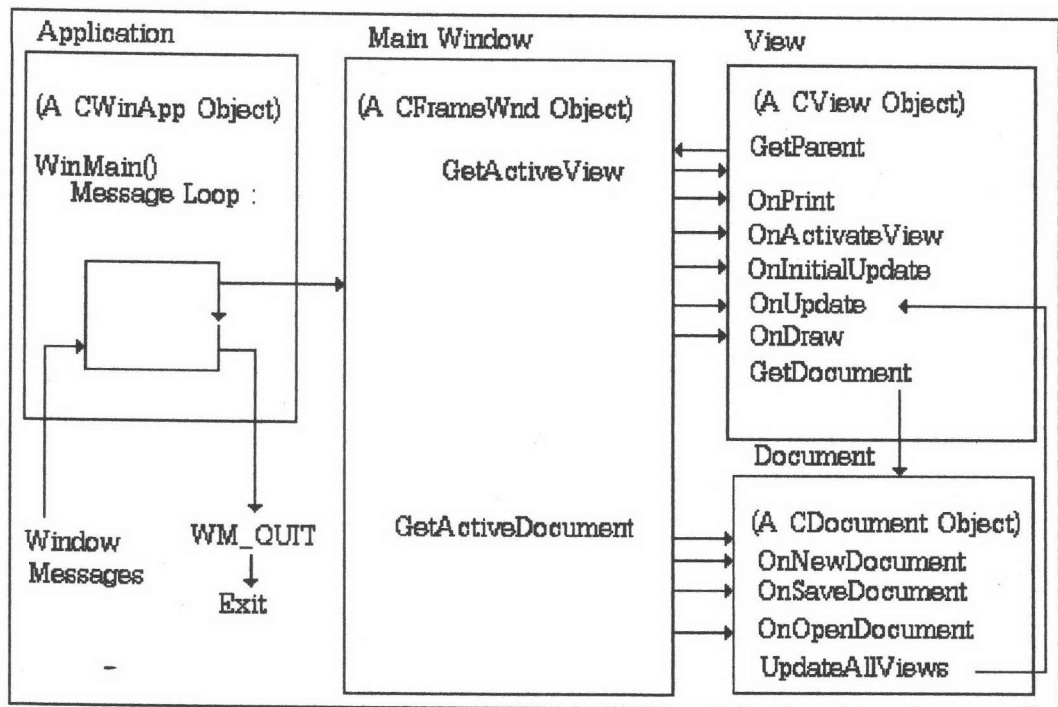 Application
(A CWinApp Object)
WinMain()
Message Loop :
Window
Messages
WM_QUIT
Exit
Main Window
(A CFrameWnd Object)
GetActiveView
GetActiveDocument
View
(A CView Object)
GetParent
OnPrint
OnActivateView
OnInitialUpdate
OnUpdate
OnDraw
GetDocument
Document
(A CDocument Object)
OnNewDocument
OnSaveDocument
OnOpenDocument
UpdateAllViews